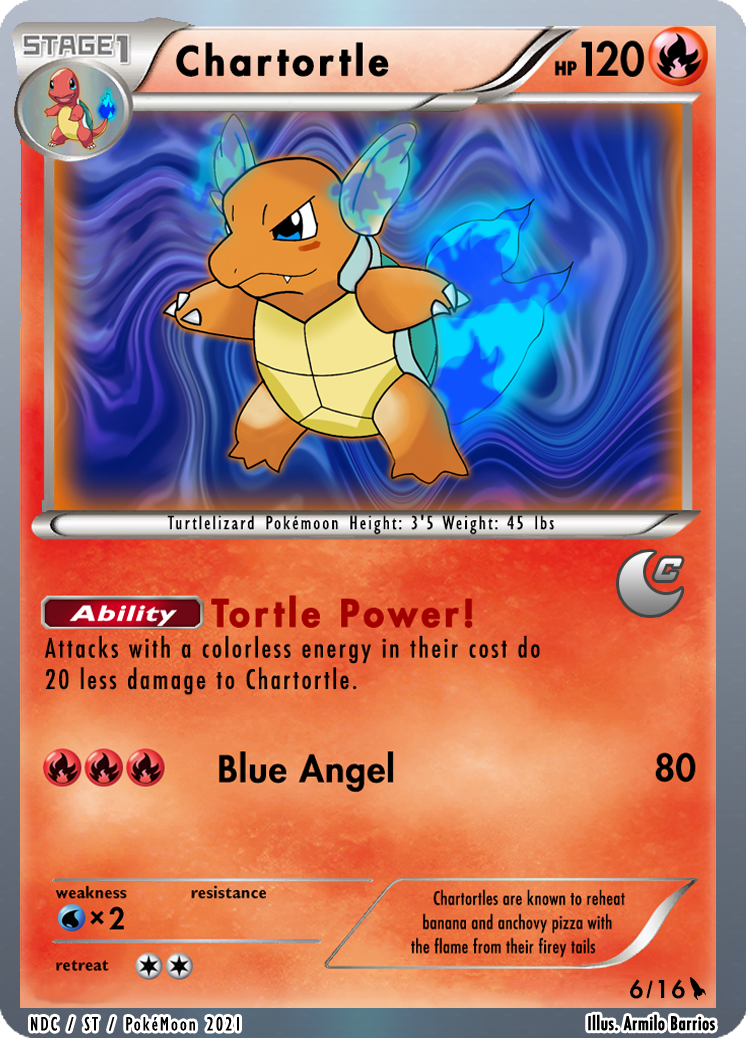 STAGE1
Chartortle
HP 120
Turtlelizard Pokémoon Height: 3'5 Weight: 45 lbs
C
Ability Tortle Power!
Attacks with a colorless energy in their cost do
20 less damage to Chartortle.
Blue Angel 80
weakness resistance
×2
retreat
Chartortles are known to reheat
banana and anchovy pizza with
the flame from their firey tails
6/16
NDC / ST / PokéMoon 2021
Illus. Armilo Barrios